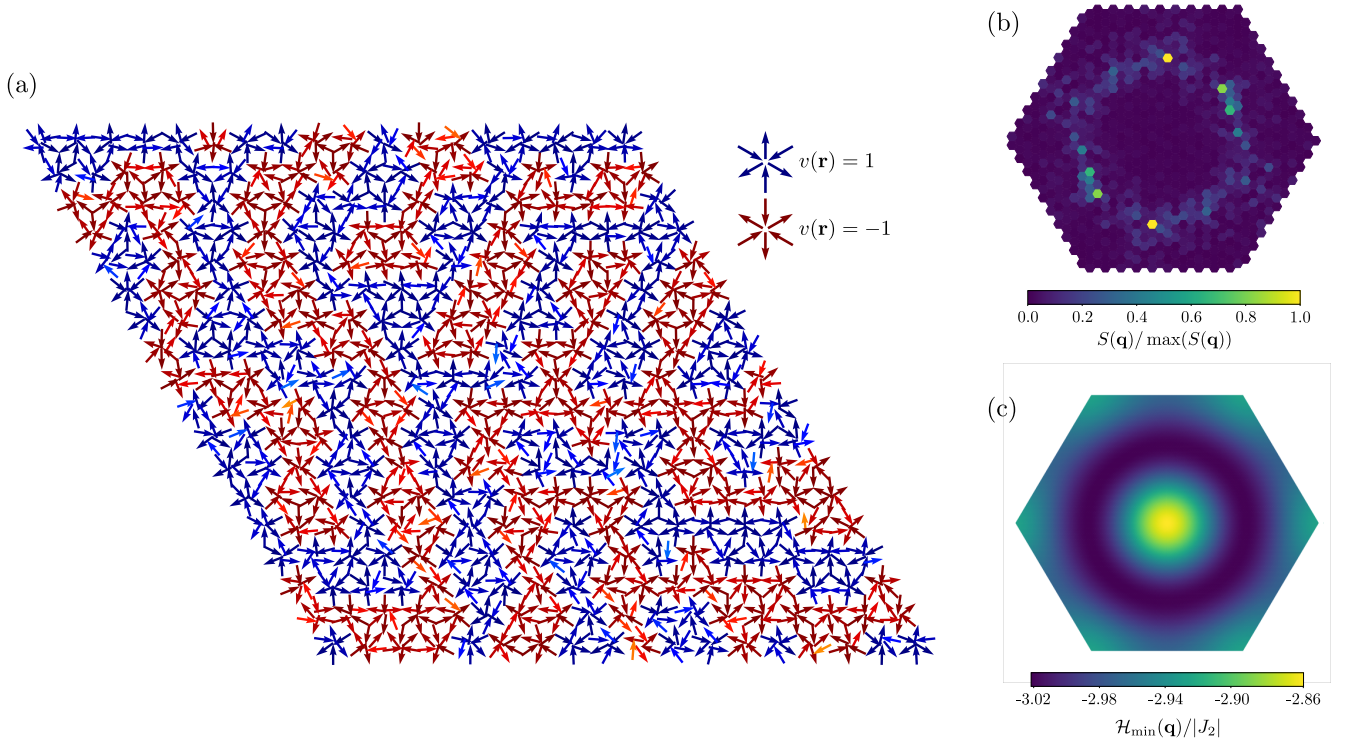 (a)
v(r) = 1
v(r) = −1
(b)
0.0 0.2 0.4 0.6 0.8 1.0
S(q)/ max(S(q))
(c)
-3.02 -2.98 -2.94 -2.90 -2.86
ℋmin(q)/|J2|